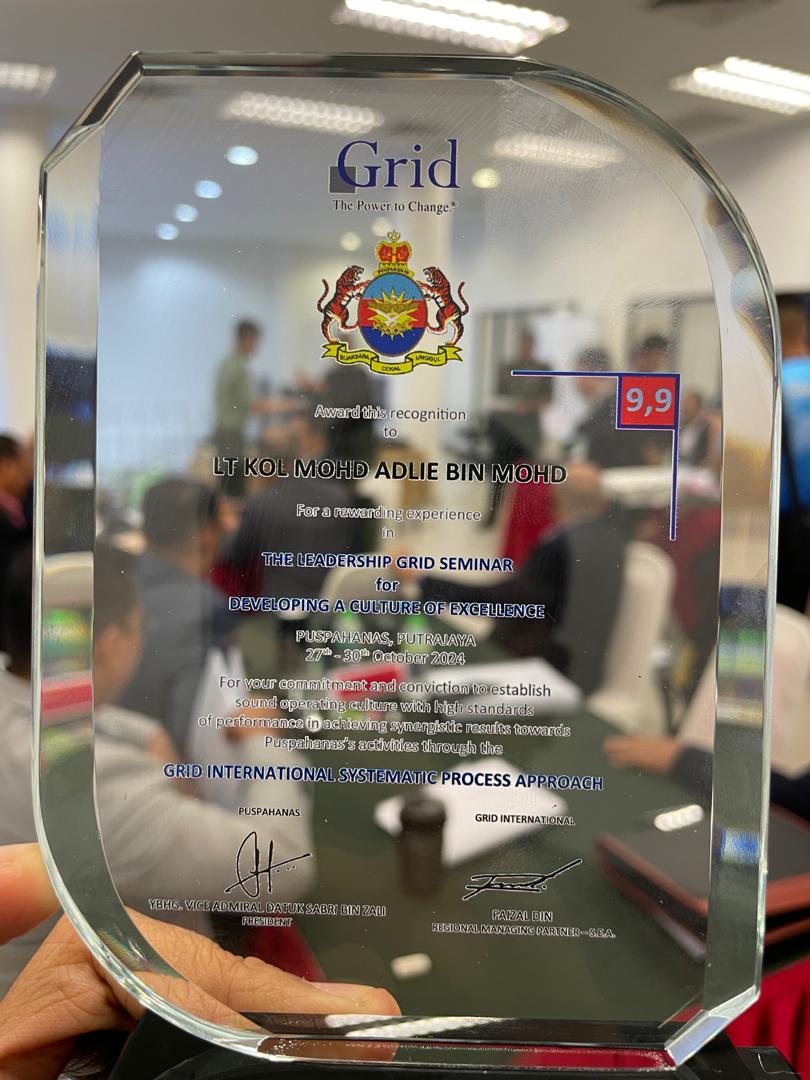 Grid
The Power to Change.®
PUSPAHANAS
BIJAKSANA CEKAL UNGGUL
9,9
Award this recognition
to
LT KOL MOHD ADLIE BIN MOHD
For a rewarding experience
in
THE LEADERSHIP GRID SEMINAR
for
DEVELOPING A CULTURE OF EXCELLENCE
PUSPAHANAS, PUTRAJAYA
27th - 30th October 2024
For your commitment and conviction to establish
sound operating culture with high standards
of performance in achieving synergistic results towards
Puspahanas's activities through the
GRID INTERNATIONAL SYSTEMATIC PROCESS APPROACH
PUSPAHANAS
GRID INTERNATIONAL
YBHG. VICE ADMIRAL DATUK SABRI BIN ZALI
PRESIDENT
FAIZAL DIN
REGIONAL MANAGING PARTNER – S.E.A.